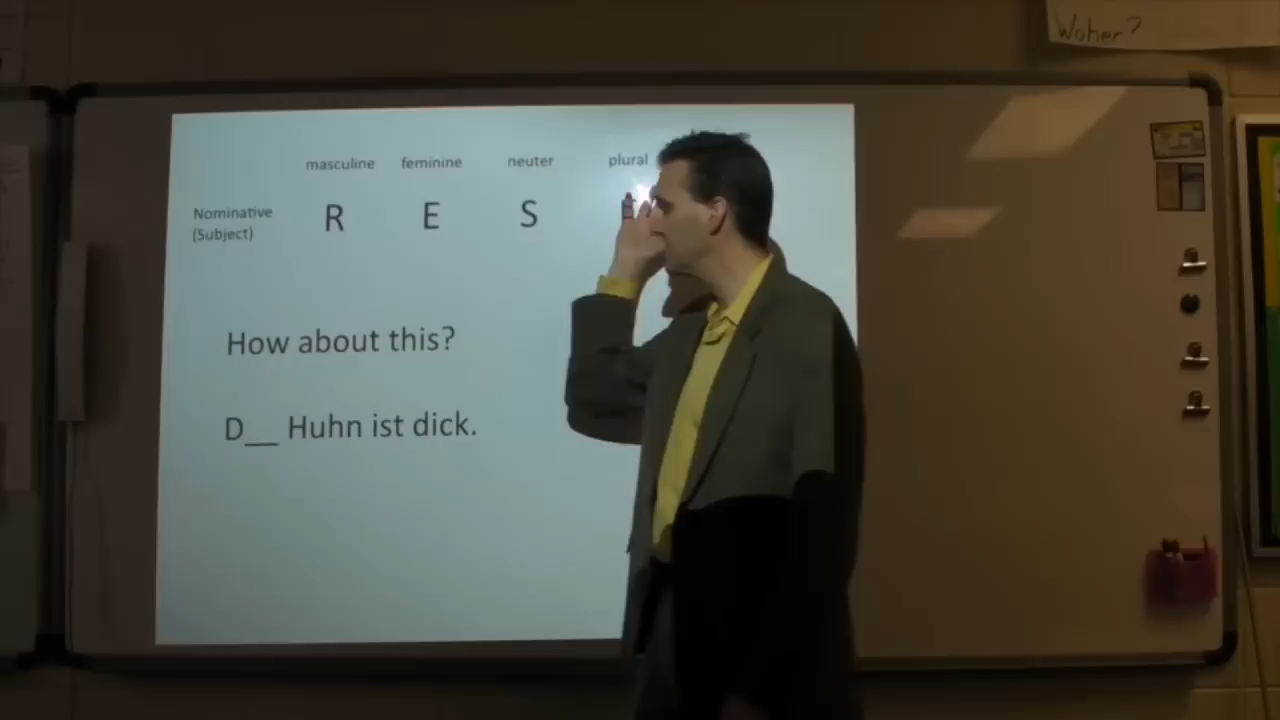 Woher?
masculine feminine neuter plural
Nominative
(Subject)
R E S
How about this?
D__ Huhn ist dick.